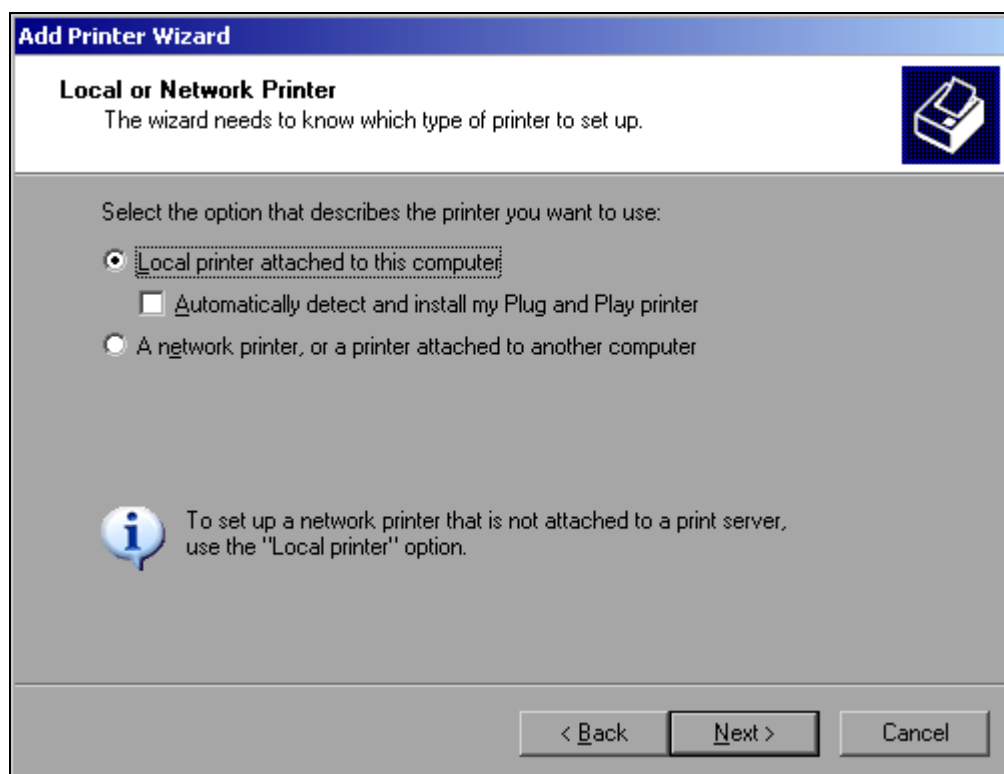 Add Printer Wizard
Local or Network Printer
The wizard needs to know which type of printer to set up.
Select the option that describes the printer you want to use:
Local printer attached to this computer
Automatically detect and install my Plug and Play printer
A network printer, or a printer attached to another computer
To set up a network printer that is not attached to a print server,
use the "Local printer" option.
< Back Next > Cancel